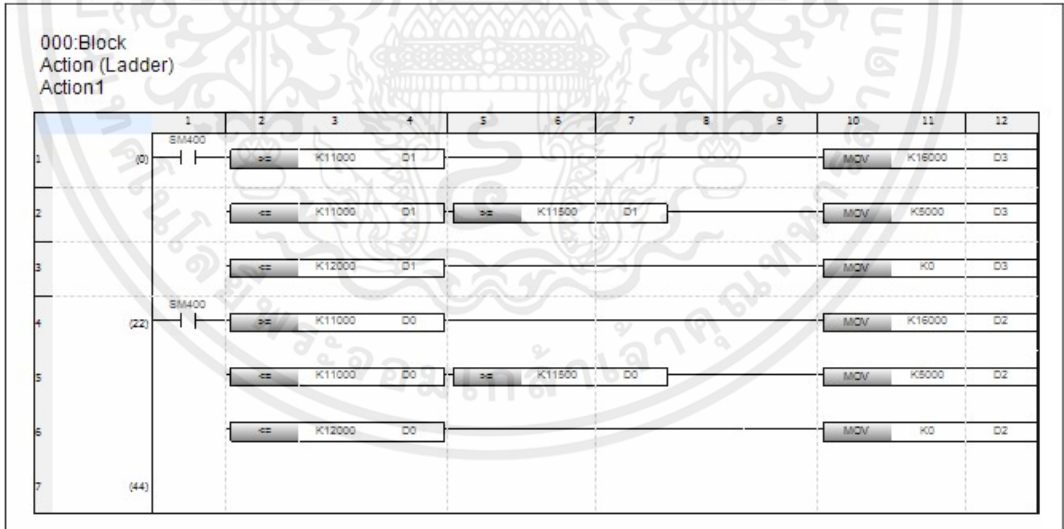 000:Block
Action (Ladder)
Action1
1 2 3 4 5 6 7 8 9 10 11 12
SM400
1 (0) >= K11000 D1 MOV K16000 D3
2 <= K11000 D1 >= K11500 D1 MOV K5000 D3
3 <= K12000 D1 MOV K0 D3
SM400
4 (22) >= K11000 D0 MOV K16000 D2
5 <= K11000 D0 >= K11500 D0 MOV K5000 D2
6 <= K12000 D0 MOV K0 D2
7 (44)